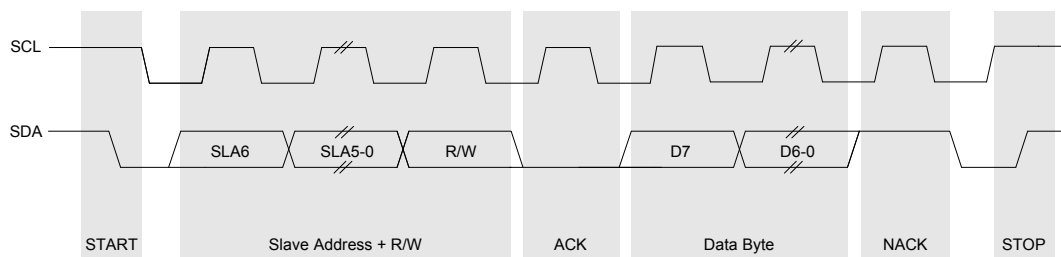 SCL
SDA
SLA6 SLA5-0 R/W D7 D6-0
START Slave Address + R/W ACK Data Byte NACK STOP